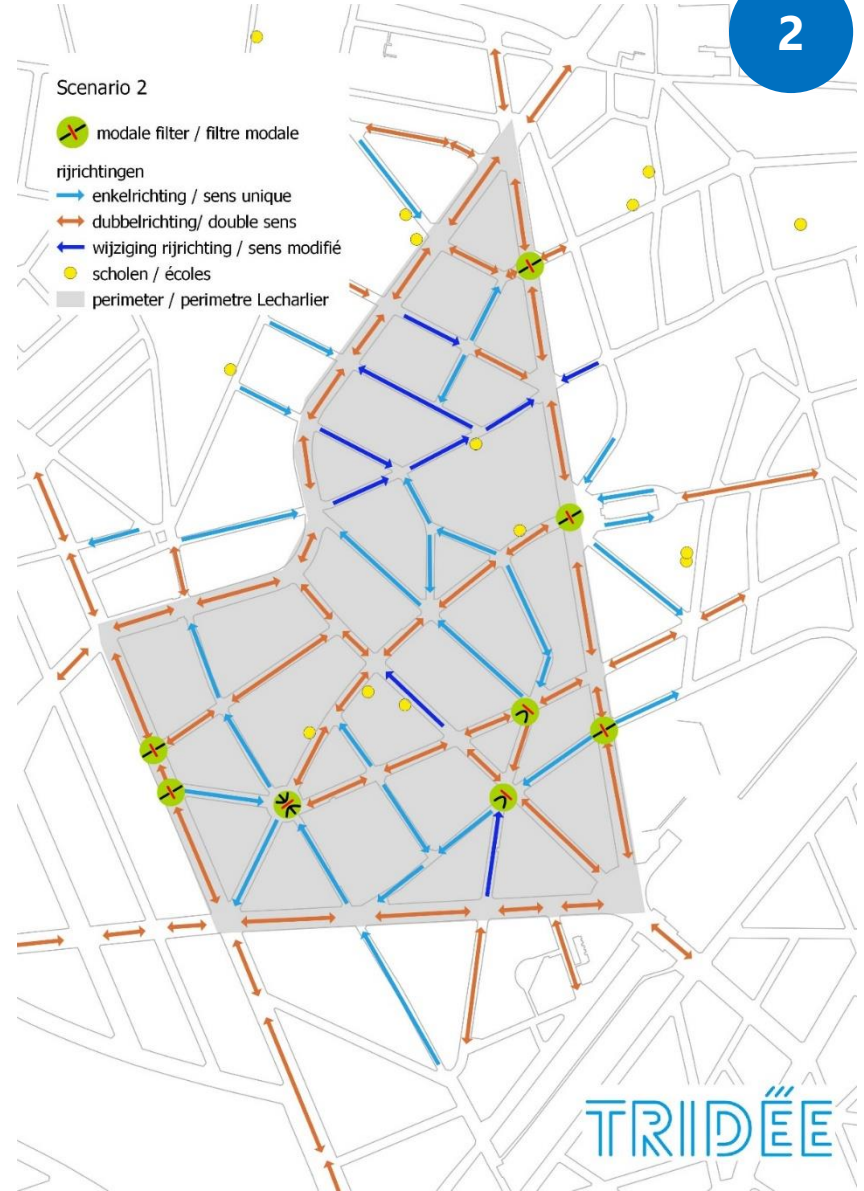 2
Scenario 2
modale filter / filtre modale
rijrichtingen
enkelrichting / sens unique
dubbelrichting/ double sens
wijziging rijrichting / sens modifié
scholen / écoles
perimeter / perimetre Lecharlier
TRIDËE